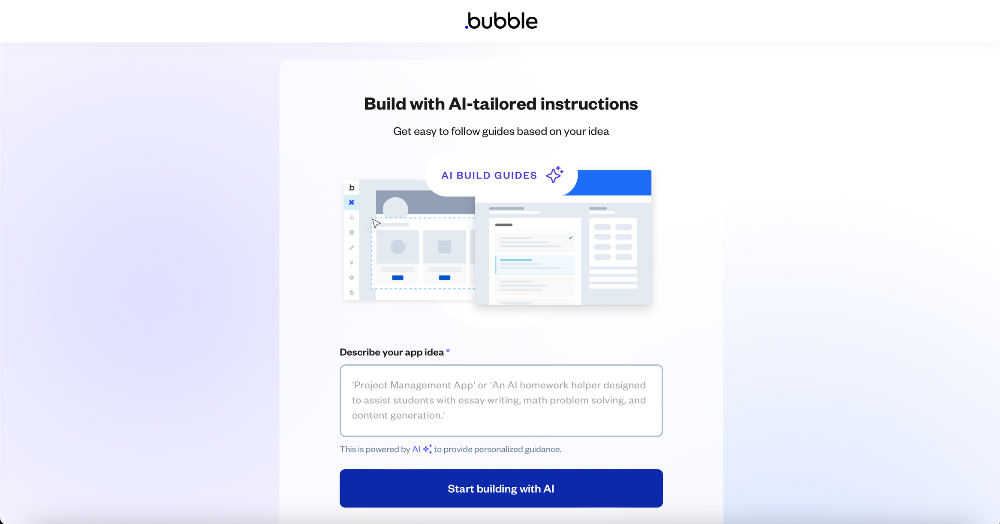 .bubble
Build with AI-tailored instructions
Get easy to follow guides based on your idea
AI BUILD GUIDES
.b
Describe your app idea *
'Project Management App' or 'An AI homework helper designed
to assist students with essay writing, math problem solving, and
content generation.'
This is powered by AI to provide personalized guidance.
Start building with AI